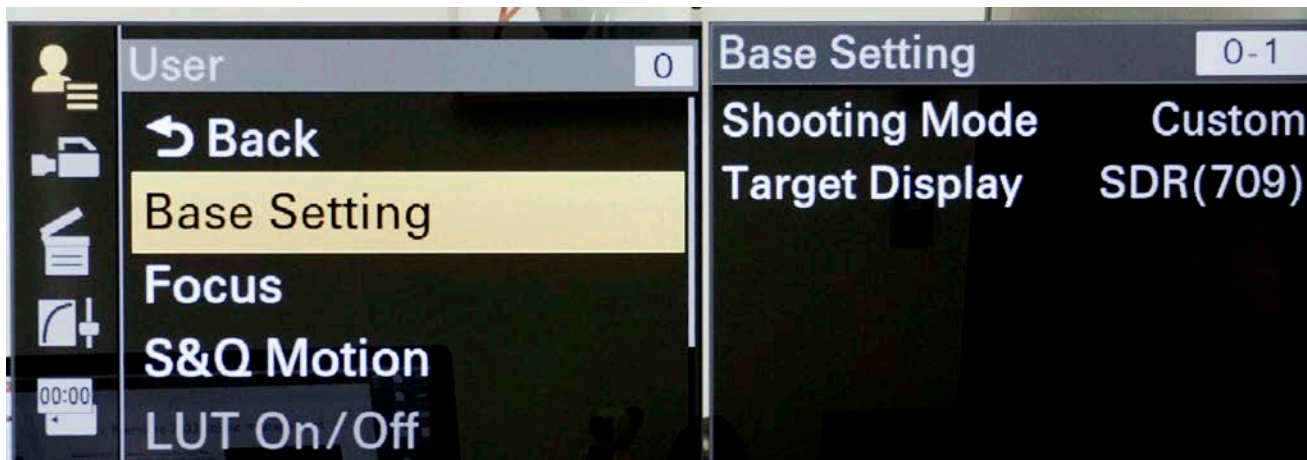 User 0
Back
Base Setting
Focus
S&Q Motion
LUT On/Off
00:00
Base Setting 0-1
Shooting Mode Custom
Target Display SDR(709)